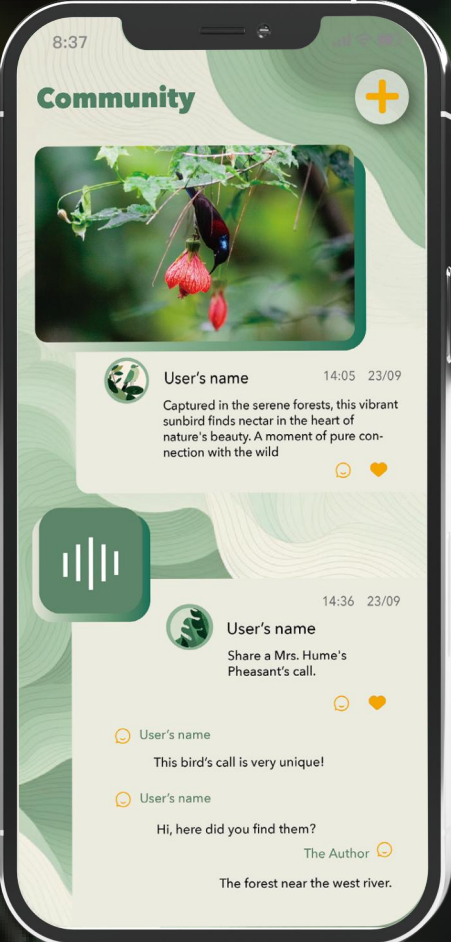 8:37
Community
User's name
14:05 23/09
Captured in the serene forests, this vibrant
sunbird finds nectar in the heart of
nature's beauty. A moment of pure con-
nection with the wild
14:36 23/09
User's name
Share a Mrs. Hume's
Pheasant's call.
User's name
This bird's call is very unique!
User's name
Hi, here did you find them?
The Author
The forest near the west river.